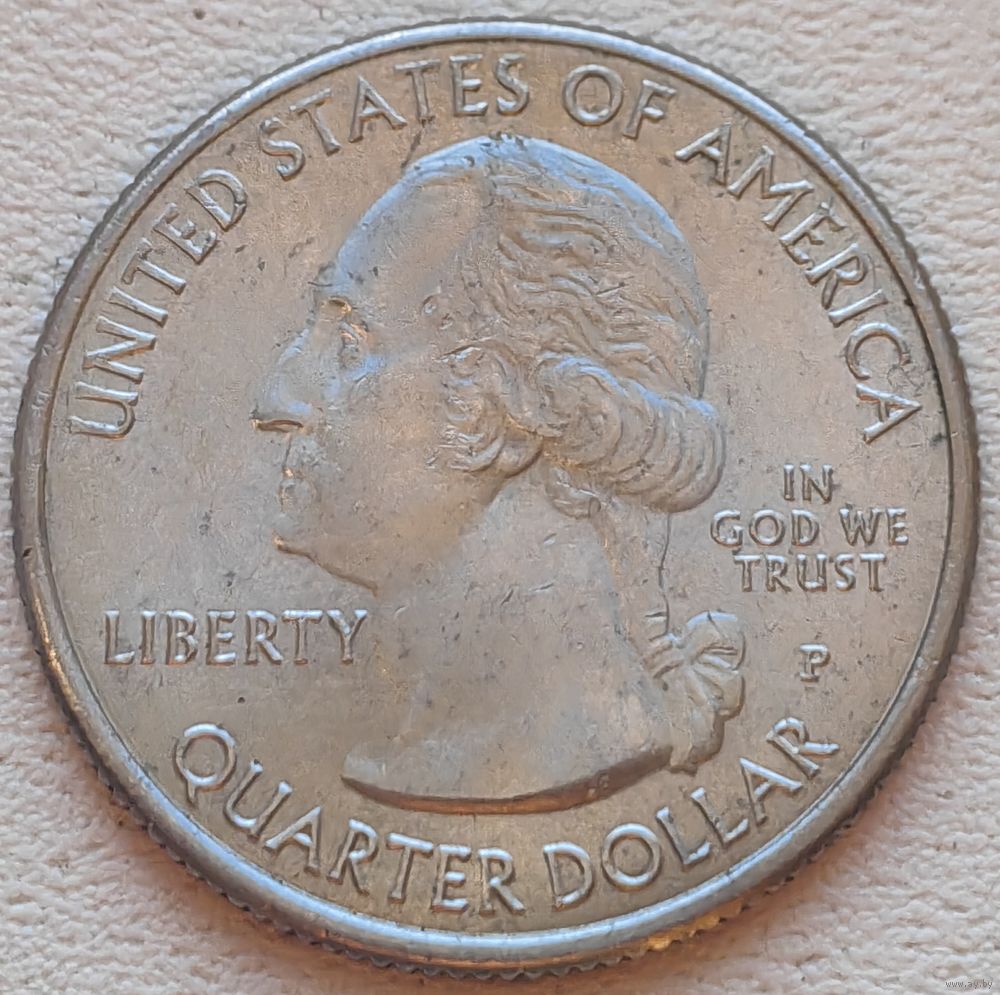 UNITED STATES OF AMERICA
IN
GOD WE
TRUST
LIBERTY
P
QUARTER DOLLAR
www.ay.by